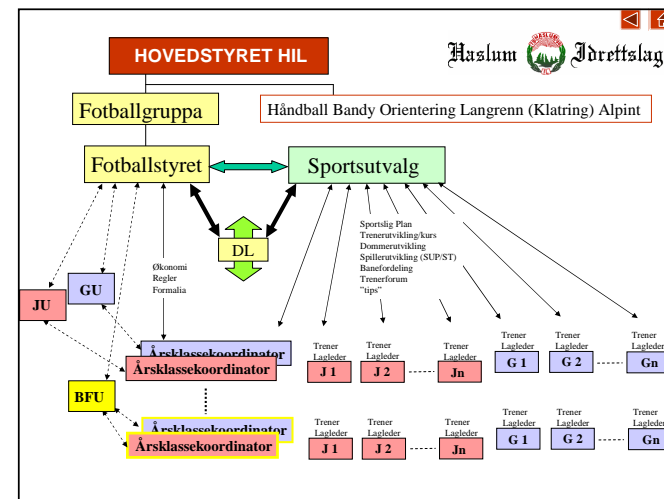 HOVEDSTYRET HIL
Haslum Idrettslag
Fotballgruppa
Håndball Bandy Orientering Langrenn (Klatring) Alpint
Fotballstyret
Sportsutvalg
DL
Sportslig Plan
Trenerutvikling/kurs
Dommerutvikling
Spillerutvikling (SUP/ST)
Banefordeling
Trenerforum
"tips"
Økonomi
Regler
Formalia
GU
JU
Årsklassekoordinator
Årsklassekoordinator
Trener
Lagleder
J 1
Trener
Lagleder
J 2
Trener
Lagleder
Jn
Trener
Lagleder
G 1
Trener
Lagleder
G 2
Trener
Lagleder
Gn
BFU
Årsklassekoordinator
Årsklassekoordinator
Trener
Lagleder
J 1
Trener
Lagleder
J 2
Trener
Lagleder
Jn
Trener
Lagleder
G 1
Trener
Lagleder
G 2
Trener
Lagleder
Gn